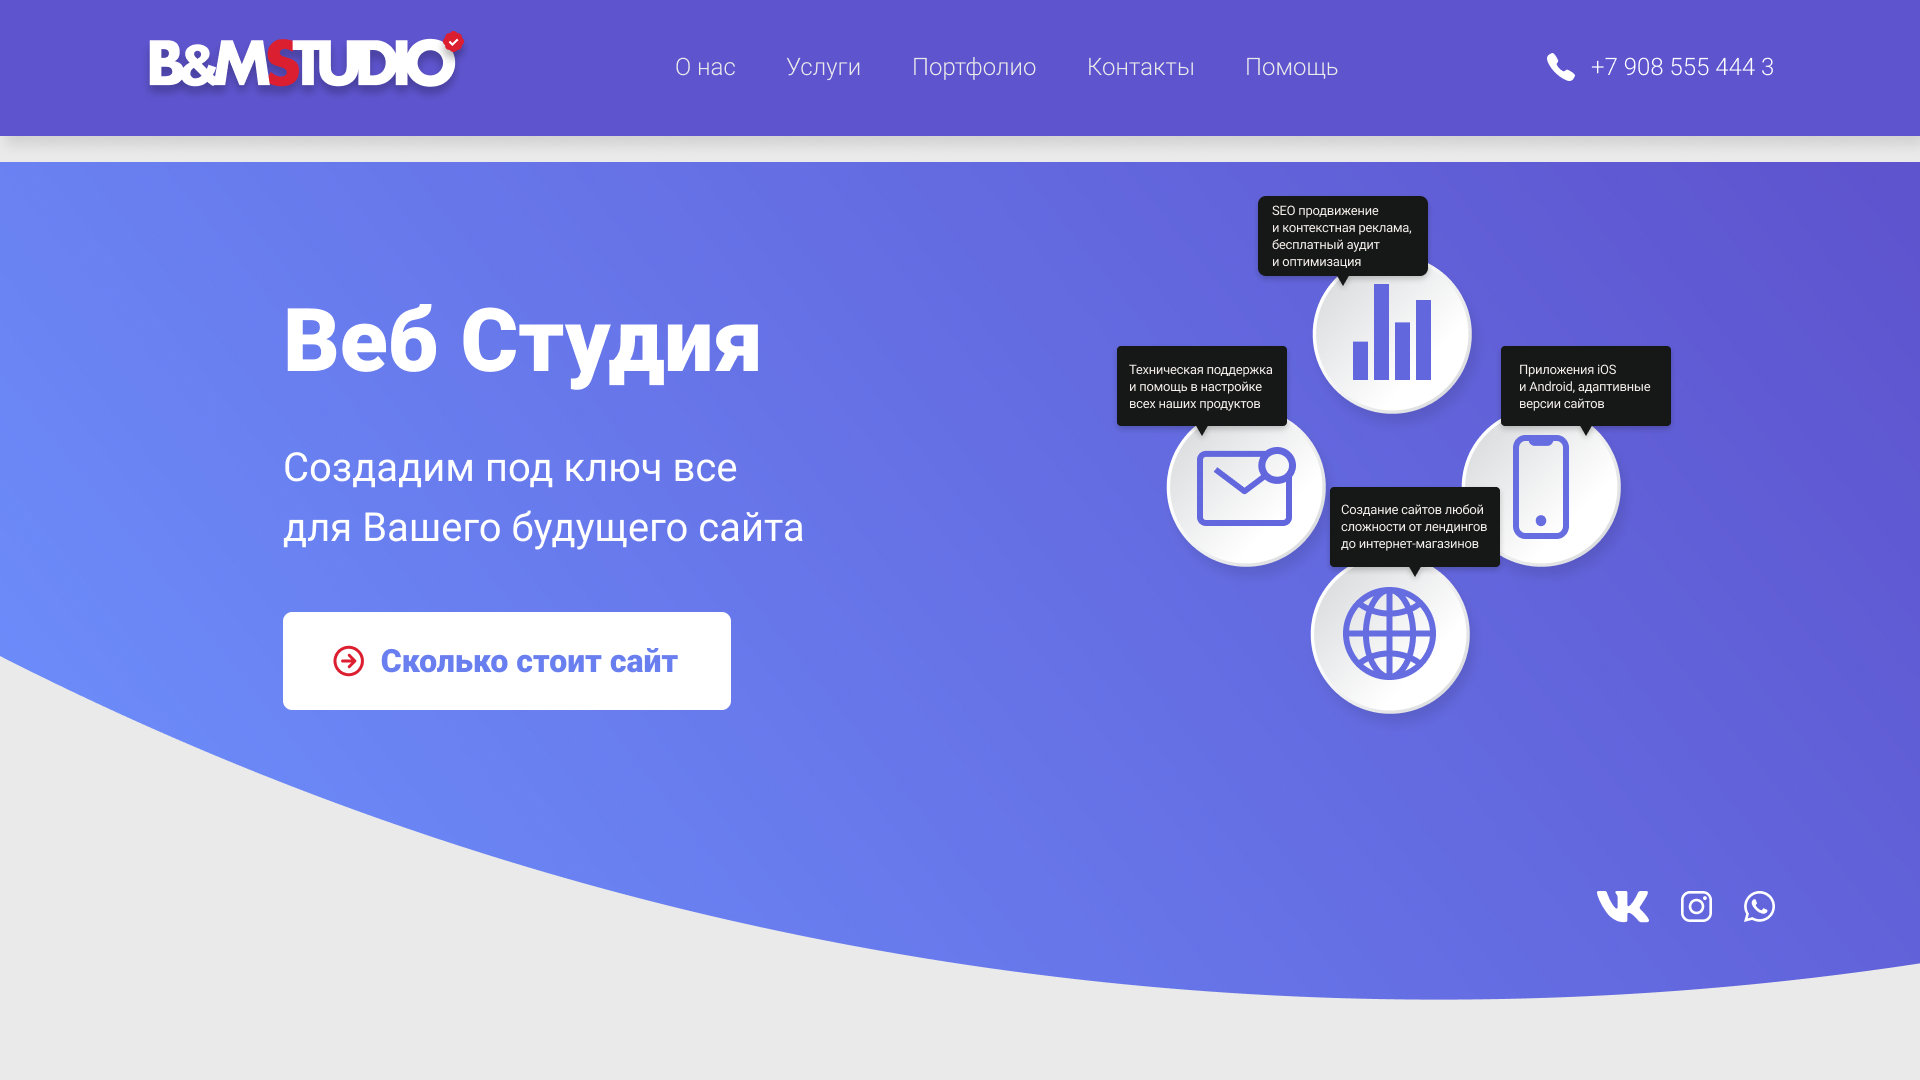 B&MSTUDIO
О нас
Услуги
Портфолио
Контакты
Помощь
+7 908 555 444 3
Веб Студия
Создадим под ключ все
для Вашего будущего сайта
Сколько стоит сайт
SEO продвижение
и контекстная реклама,
бесплатный аудит
и оптимизация
Техническая поддержка
и помощь в настройке
всех наших продуктов
Приложения iOS
и Android, адаптивные
версии сайтов
Создание сайтов любой
сложности от лендингов
до интернет-магазинов